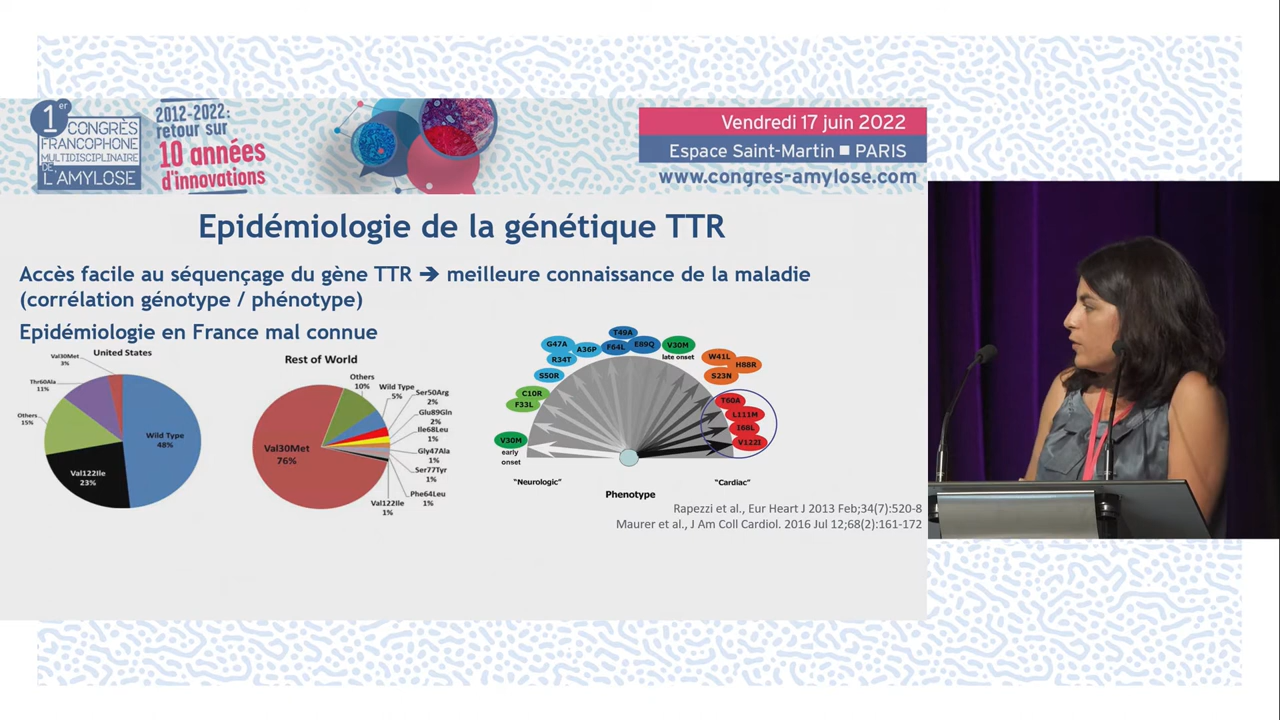 1er
CONGRÈS
FRANCOPHONE
MULTIDISCIPLINAIRE
DE
L'AMYLOSE
2012-2022:
retour sur
10 années
d'innovations
Vendredi 17 juin 2022
Espace Saint-Martin ■ PARIS
www.congres-amylose.com
Epidémiologie de la génétique TTR
Accès facile au séquençage du gène TTR ➔ meilleure connaissance de la maladie
(corrélation génotype / phénotype)
Epidémiologie en France mal connue
United States
Val30Met
3%
Thr60Ala
11%
Others
15%
Wild Type
48%
Val122Ile
23%
Rest of World
Others
10%
Wild Type
5%
Ser50Arg
2%
Glu89Gln
2%
Ile68Leu
1%
Gly47Ala
1%
Ser77Tyr
1%
Phe64Leu
1%
Val122Ile
1%
Val30Met
76%
V30M
early
onset
F33L
C10R
S50R
R34T
G47A
A36P
T49A
F64L
E89Q
V30M
late onset
W41L
H88R
S23N
T60A
L111M
I68L
V122I
"Neurologic"
"Cardiac"
Phenotype
Rapezzi et al., Eur Heart J 2013 Feb;34(7):520-8
Maurer et al., J Am Coll Cardiol. 2016 Jul 12;68(2):161-172